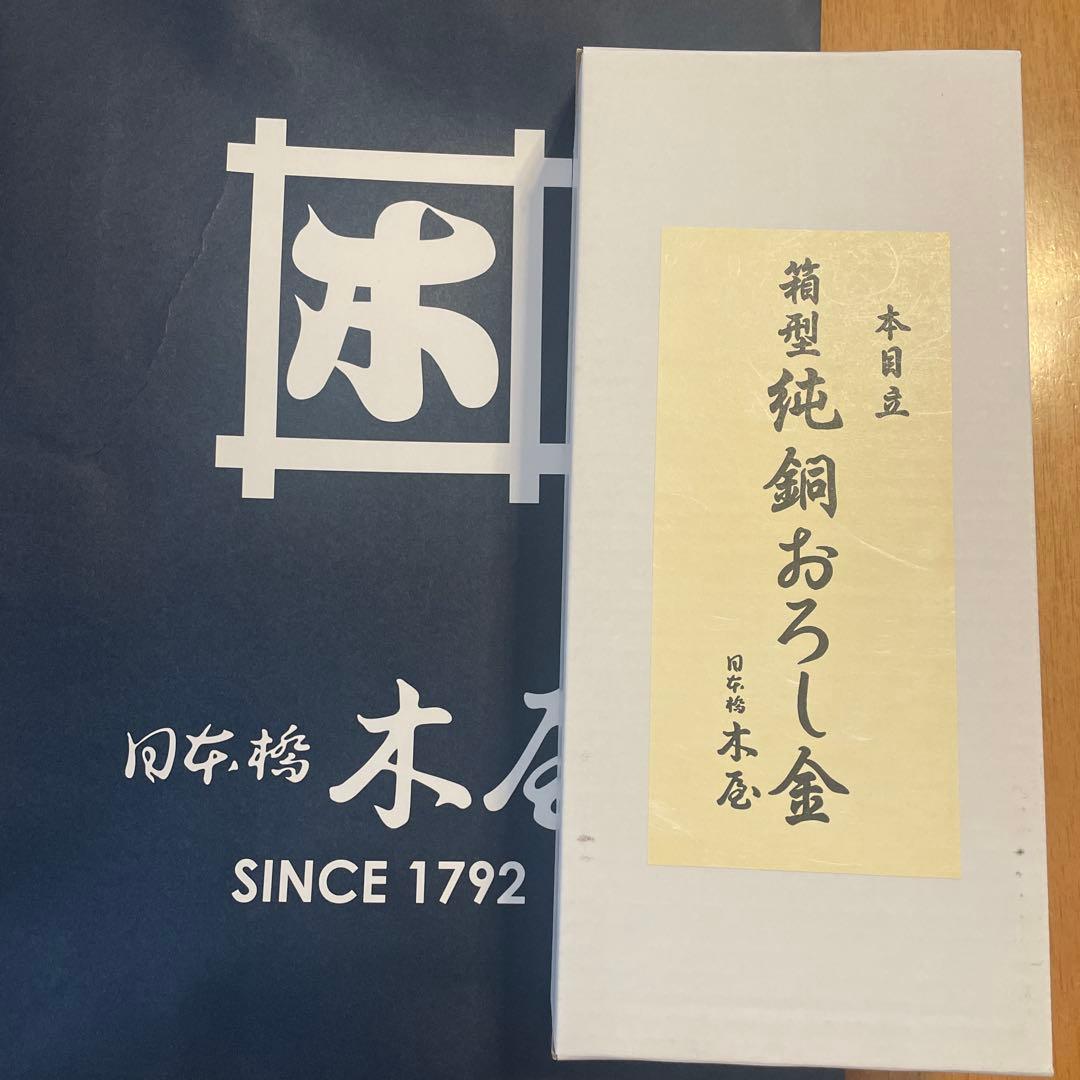 木
日本橋 木屋
SINCE 1792
本目立
箱型 純銅おろし金
日本橋 木屋